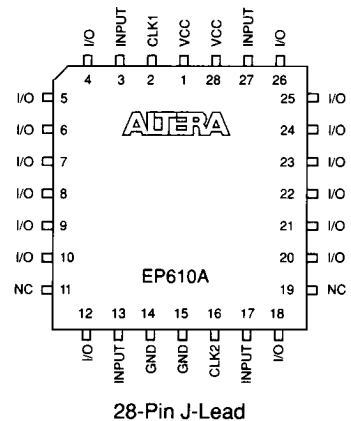 I/O INPUT CLK1 VCC VCC INPUT I/O
4 3 2 1 28 27 26
I/O 5 25 I/O
I/O 6 ALTERA 24 I/O
I/O 7 23 I/O
I/O 8 22 I/O
I/O 9 21 I/O
I/O 10 20 I/O
EP610A
NC 11 19 NC
12 13 14 15 16 17 18
I/O INPUT GND GND CLK2 INPUT I/O
28-Pin J-Lead